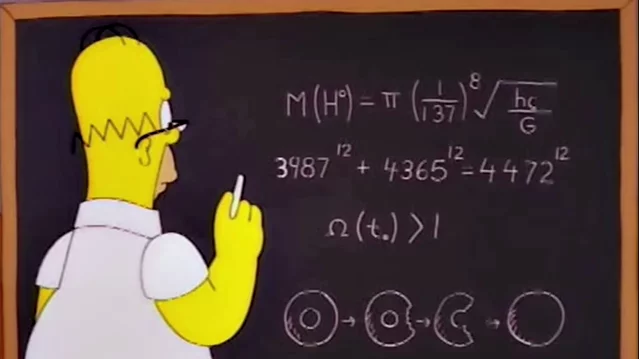 M(H°) = π (1/137)⁸ √(hc/G)
3987¹² + 4365¹² = 4472¹²
Ω(t₀) > 1